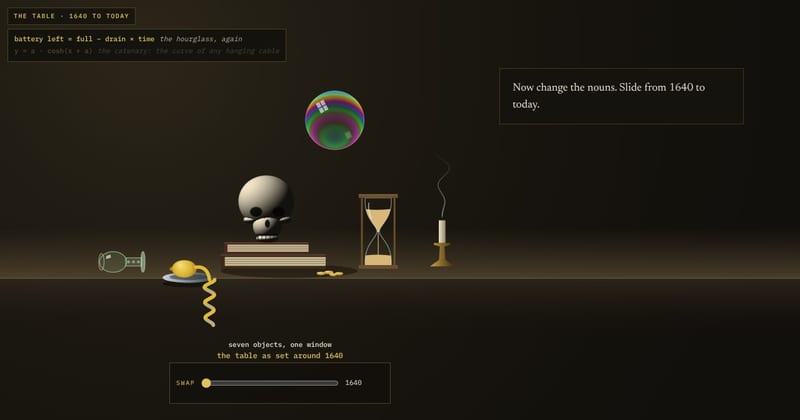 THE TABLE · 1640 TO TODAY
battery left = full − drain × time the hourglass, again
y = a · cosh(x ÷ a) the catenary: the curve of any hanging cable
Now change the nouns. Slide from 1640 to
today.
seven objects, one window
the table as set around 1640
SWAP 1640